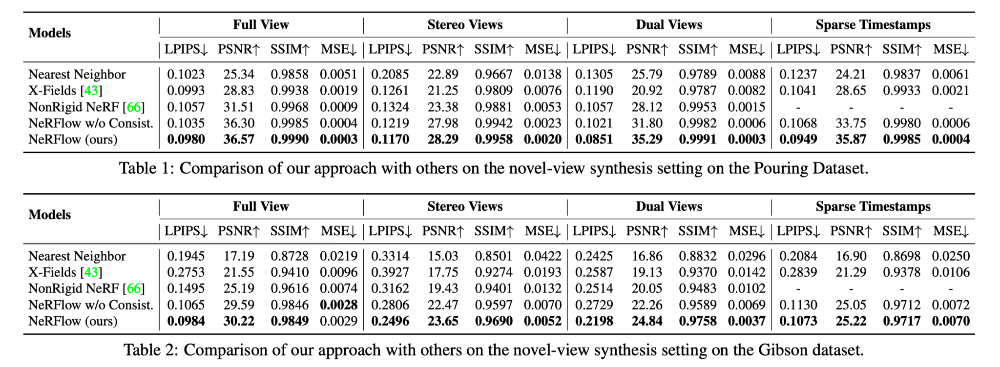 Models Full View Stereo Views Dual Views Sparse Timestamps
LPIPS↓ PSNR↑ SSIM↑ MSE↓ LPIPS↓ PSNR↑ SSIM↑ MSE↓ LPIPS↓ PSNR↑ SSIM↑ MSE↓ LPIPS↓ PSNR↑ SSIM↑ MSE↓
Nearest Neighbor 0.1023 25.34 0.9858 0.0051 0.2085 22.89 0.9667 0.0138 0.1305 25.79 0.9789 0.0088 0.1237 24.21 0.9837 0.0061
X-Fields [43] 0.0993 28.83 0.9938 0.0019 0.1261 21.25 0.9809 0.0076 0.1190 20.92 0.9787 0.0082 0.1041 28.65 0.9933 0.0021
NonRigid NeRF [66] 0.1057 31.51 0.9968 0.0009 0.1324 23.38 0.9881 0.0053 0.1057 28.12 0.9953 0.0015 - - - -
NeRFlow w/o Consist. 0.1035 36.30 0.9985 0.0004 0.1219 27.98 0.9942 0.0023 0.1021 31.80 0.9982 0.0006 0.1068 33.75 0.9980 0.0006
NeRFlow (ours) 0.0980 36.57 0.9990 0.0003 0.1170 28.29 0.9958 0.0020 0.0851 35.29 0.9991 0.0003 0.0949 35.87 0.9985 0.0004
Table 1: Comparison of our approach with others on the novel-view synthesis setting on the Pouring Dataset.
Models Full View Stereo Views Dual Views Sparse Timestamps
LPIPS↓ PSNR↑ SSIM↑ MSE↓ LPIPS↓ PSNR↑ SSIM↑ MSE↓ LPIPS↓ PSNR↑ SSIM↑ MSE↓ LPIPS↓ PSNR↑ SSIM↑ MSE↓
Nearest Neighbor 0.1945 17.19 0.8728 0.0219 0.3314 15.03 0.8501 0.0422 0.2425 16.86 0.8832 0.0296 0.2084 16.90 0.8698 0.0250
X-Fields [43] 0.2753 21.55 0.9410 0.0096 0.3927 17.75 0.9274 0.0193 0.2587 19.13 0.9370 0.0142 0.2839 21.29 0.9378 0.0106
NonRigid NeRF [66] 0.1495 25.19 0.9616 0.0074 0.3162 19.43 0.9401 0.0132 0.2514 20.05 0.9483 0.0102 - - - -
NeRFlow w/o Consist. 0.1065 29.59 0.9846 0.0028 0.2806 22.47 0.9597 0.0070 0.2729 22.26 0.9589 0.0069 0.1130 25.05 0.9712 0.0072
NeRFlow (ours) 0.0984 30.22 0.9849 0.0029 0.2496 23.65 0.9690 0.0052 0.2198 24.84 0.9758 0.0037 0.1073 25.22 0.9717 0.0070
Table 2: Comparison of our approach with others on the novel-view synthesis setting on the Gibson dataset.